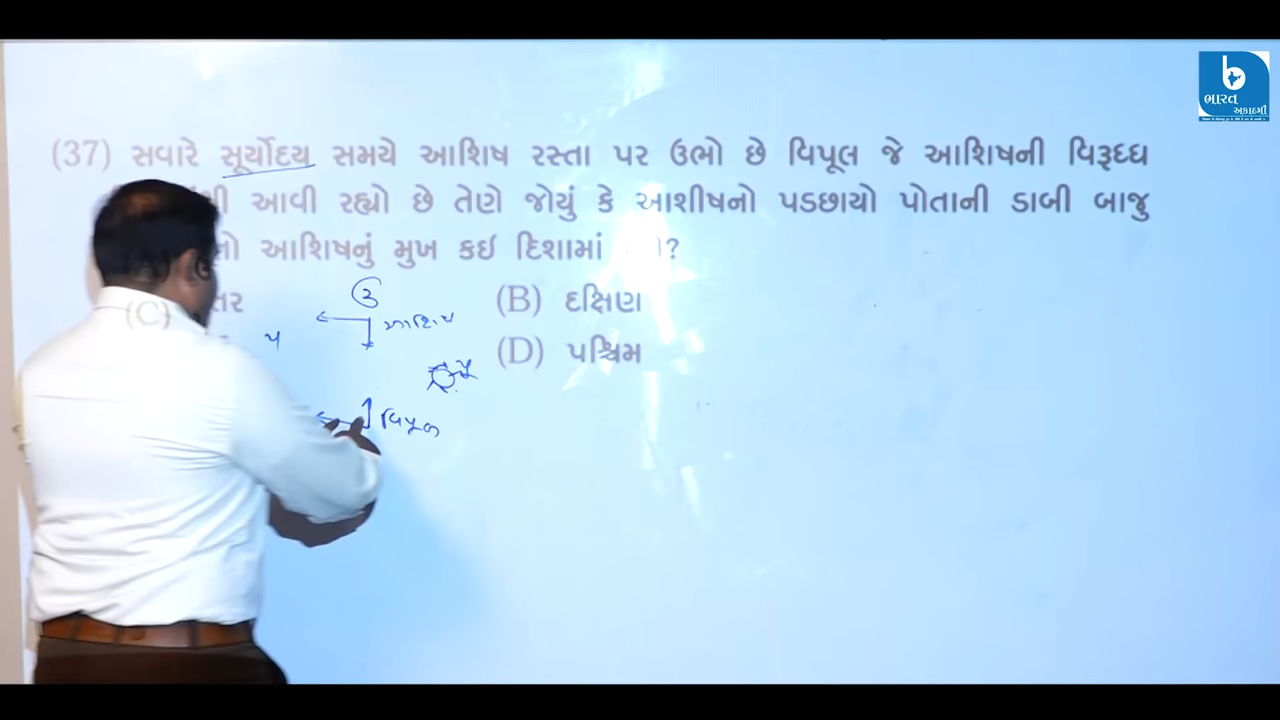 ભારત
અકાદમી
(37) સવારે સૂર્યોદય સમયે આશિષ રસ્તા પર ઉભો છે વિપૂલ જે આશિષની વિરૂધ્ધ
આવી રહ્યો છે તેણે જોયું કે આશીષનો પડછાયો પોતાની ડાબી બાજુ
આશિષનું મુખ કઈ દિશામાં
(B) દક્ષિણ
(C)
(D) પશ્ચિમ
ઉ
આશિષ
પ
પૂ
વિપૂલ